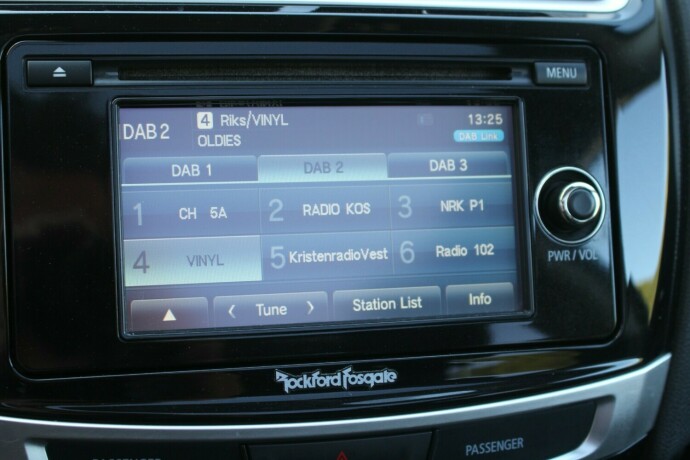 MENU
DAB 2
4 Riks/VINYL
13:25
OLDIES
DAB Link
DAB 1 DAB 2 DAB 3
1 CH 5A 2 RADIO KOS 3 NRK P1
4 VINYL 5 KristenradioVest 6 Radio 102
Tune Station List Info
PWR / VOL
Rockford Fosgate
PASSENGER PASSENGER